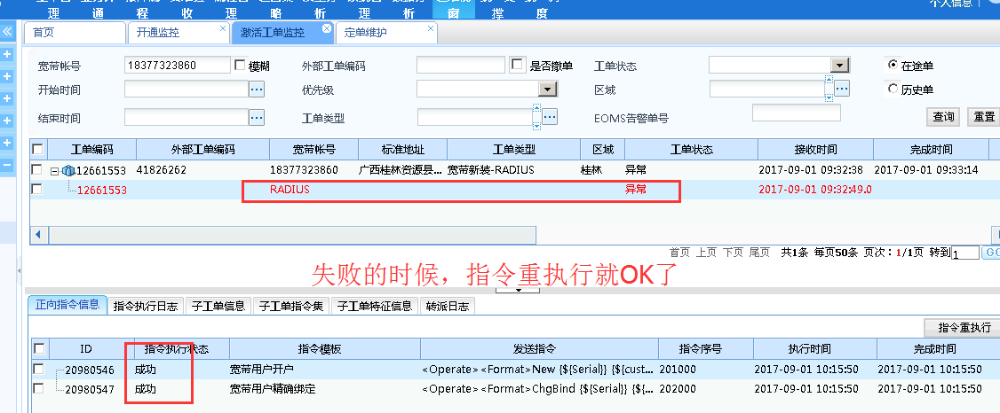 理 通 程 收 理 略 析 理 析 窗 撑 度
个人信息
首页 开通监控 激活工单监控 定单维护
宽带帐号 18377323860 模糊 外部工单编码 是否撤单 工单状态 在途单
开始时间 优先级 区域 历史单
结束时间 工单类型 EOMS告警单号 查询 重置
工单编码 外部工单编码 宽带帐号 标准地址 工单类型 区域 工单状态 接收时间 完成时间
12661553 41826262 18377323860 广西桂林资源县... 宽带新装-RADIUS 桂林 异常 2017-09-01 09:32:38 2017-09-01 09:33:14
12661553 RADIUS 异常 2017-09-01 09:32:49.0
首页 上页 下页 尾页 共1条 每页50条 页次：1/1页 转到 1 GO
失败的时候，指令重执行就OK了
正向指令信息 指令执行日志 子工单信息 子工单指令集 子工单特征信息 转派日志
指令重执行
ID 指令执行状态 指令模板 发送指令 指令序号 执行时间 完成时间
20980546 成功 宽带用户开户 <Operate> <Format>New {${Serial}} {${cust... 201000 2017-09-01 10:15:50 2017-09-01 10:15:50
20980547 成功 宽带用户精确绑定 <Operate> <Format>ChgBind {${Serial}} {${... 202000 2017-09-01 10:15:50 2017-09-01 10:15:50